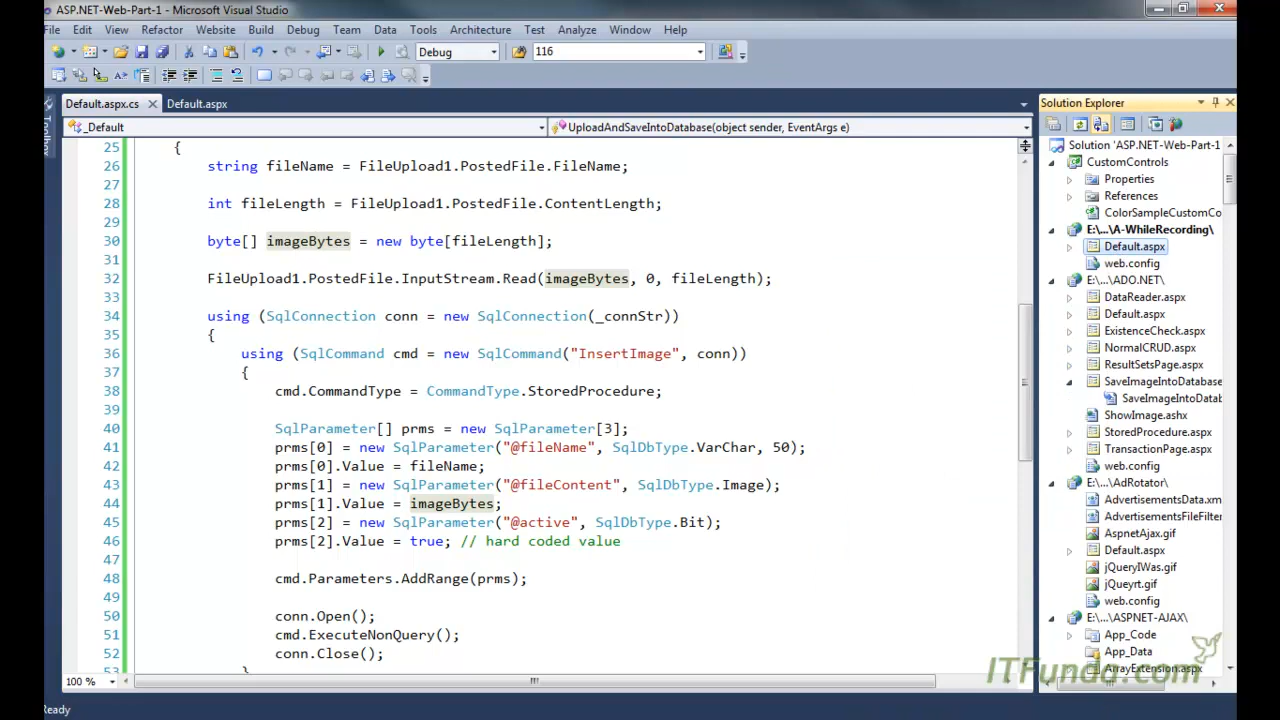 ASP.NET-Web-Part-1 - Microsoft Visual Studio
File Edit View Refactor Website Build Debug Team Data Tools Architecture Test Analyze Window Help
Debug 116
Default.aspx.cs Default.aspx
Toolbox
_Default UploadAndSaveIntoDatabase(object sender, EventArgs e)
25 {
26 string fileName = FileUpload1.PostedFile.FileName;
27
28 int fileLength = FileUpload1.PostedFile.ContentLength;
29
30 byte[] imageBytes = new byte[fileLength];
31
32 FileUpload1.PostedFile.InputStream.Read(imageBytes, 0, fileLength);
33
34 using (SqlConnection conn = new SqlConnection(_connStr))
35 {
36 using (SqlCommand cmd = new SqlCommand("InsertImage", conn))
37 {
38 cmd.CommandType = CommandType.StoredProcedure;
39
40 SqlParameter[] prms = new SqlParameter[3];
41 prms[0] = new SqlParameter("@fileName", SqlDbType.VarChar, 50);
42 prms[0].Value = fileName;
43 prms[1] = new SqlParameter("@fileContent", SqlDbType.Image);
44 prms[1].Value = imageBytes;
45 prms[2] = new SqlParameter("@active", SqlDbType.Bit);
46 prms[2].Value = true; // hard coded value
47
48 cmd.Parameters.AddRange(prms);
49
50 conn.Open();
51 cmd.ExecuteNonQuery();
52 conn.Close();
53 }
100 %
Ready
Solution Explorer
Solution 'ASP.NET-Web-Part-1
CustomControls
Properties
References
ColorSampleCustomCo
E:\...\A-WhileRecording\
Default.aspx
web.config
E:\...\ADO.NET\
DataReader.aspx
Default.aspx
ExistenceCheck.aspx
NormalCRUD.aspx
ResultSetsPage.aspx
SaveImageIntoDatabase
SaveImageIntoDatab
ShowImage.ashx
StoredProcedure.aspx
TransactionPage.aspx
web.config
E:\...\AdRotator\
AdvertisementsData.xm
AdvertisementsFileFilter
AspnetAjax.gif
Default.aspx
jQueryIWas.gif
jQueyrt.gif
web.config
E:\...\ASPNET-AJAX\
App_Code
App_Data
ArrayExtension.aspx
ITFunda.com